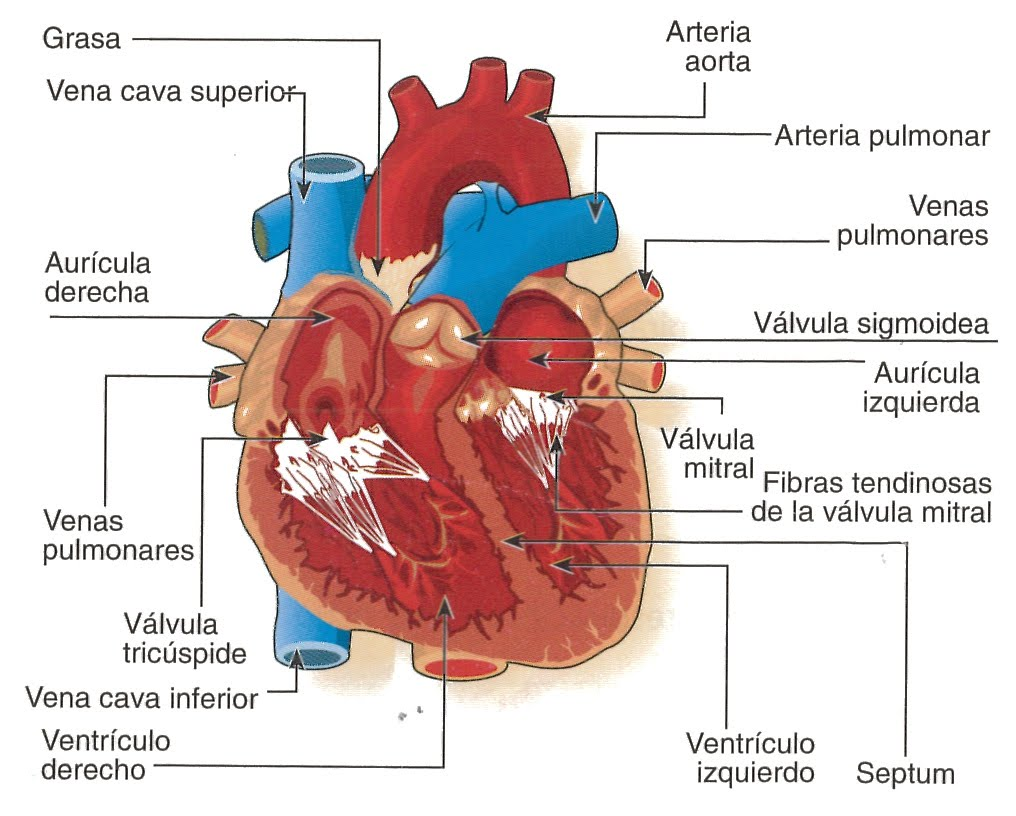 Grasa
Vena cava superior
Arteria
aorta
Arteria pulmonar
Venas
pulmonares
Aurícula
derecha
Válvula sigmoidea
Aurícula
izquierda
Válvula
mitral
Fibras tendinosas
de la válvula mitral
Venas
pulmonares
Válvula
tricúspide
Vena cava inferior
Ventrículo
derecho
Ventrículo
izquierdo
Septum